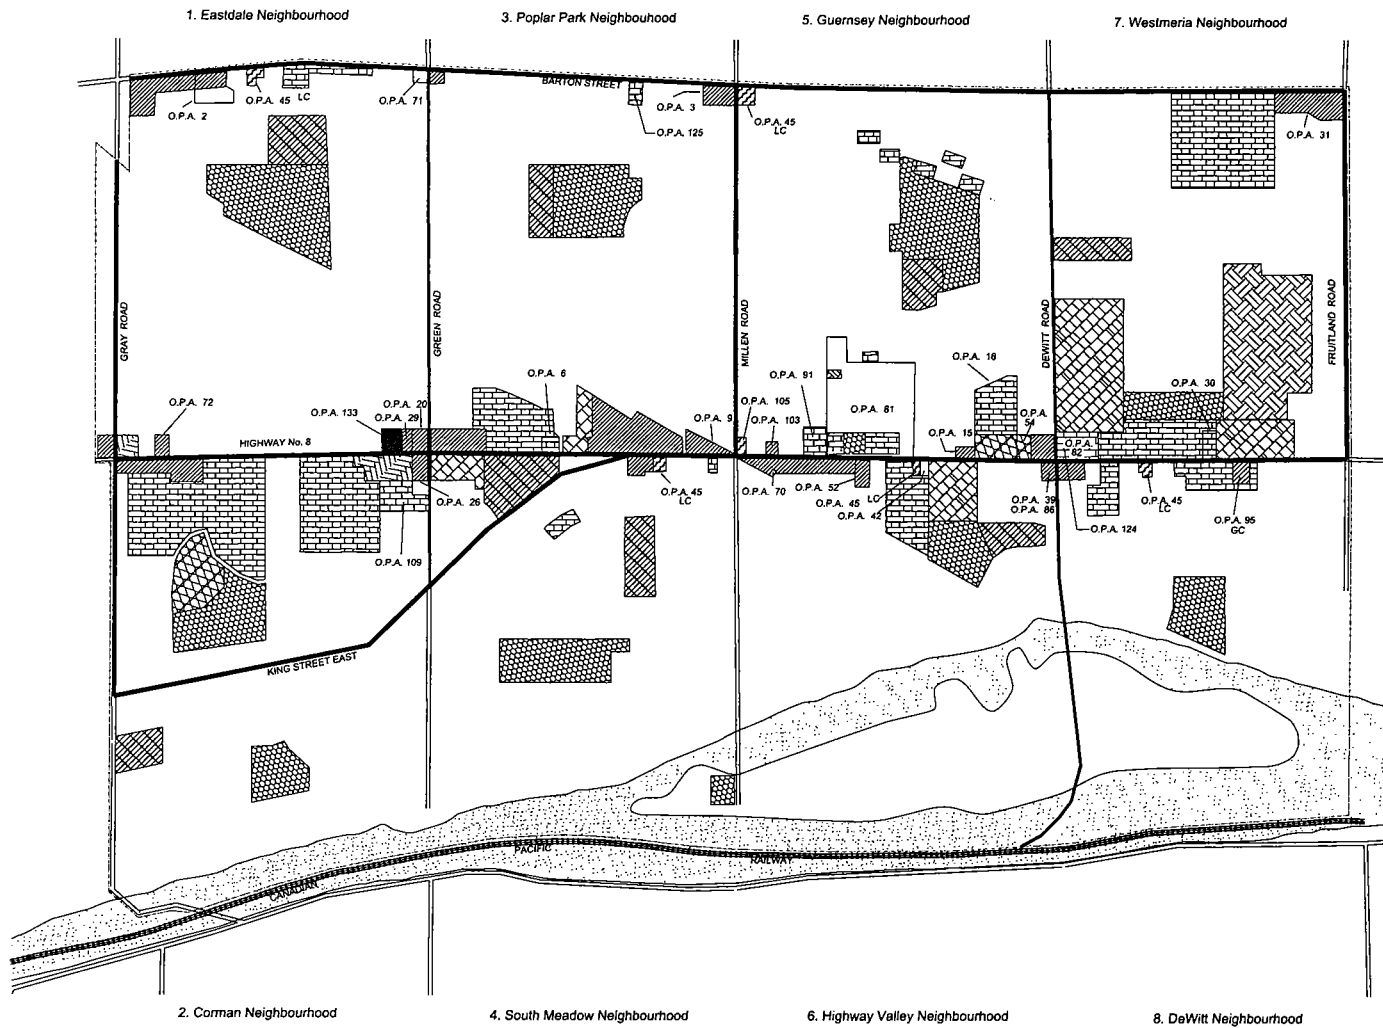 1. Eastdale Neighbourhood
3. Poplar Park Neighbourhood
5. Guernsey Neighbourhood
7. Westmeria Neighbourhood
BARTON STREET
O.P.A. 2
O.P.A. 45
LC
O.P.A. 71
O.P.A. 3
O.P.A. 125
O.P.A. 45
LC
O.P.A. 31
GRAY ROAD
GREEN ROAD
MILLEN ROAD
DEWITT ROAD
FRUITLAND ROAD
O.P.A. 72
O.P.A. 133
O.P.A. 20
O.P.A. 29
O.P.A. 6
O.P.A. 9
O.P.A. 105
O.P.A. 103
O.P.A. 91
O.P.A. 81
O.P.A. 18
O.P.A. 15
O.P.A.
54
O.P.A.
82
O.P.A. 30
HIGHWAY No. 8
O.P.A. 26
O.P.A. 109
O.P.A. 45
LC
O.P.A. 70
O.P.A. 52
O.P.A. 45
LC
O.P.A. 42
O.P.A. 39
O.P.A. 86
O.P.A. 124
O.P.A. 45
LC
O.P.A. 95
GC
KING STREET EAST
CANADIAN
PACIFIC
RAILWAY
2. Corman Neighbourhood
4. South Meadow Neighbourhood
6. Highway Valley Neighbourhood
8. DeWitt Neighbourhood